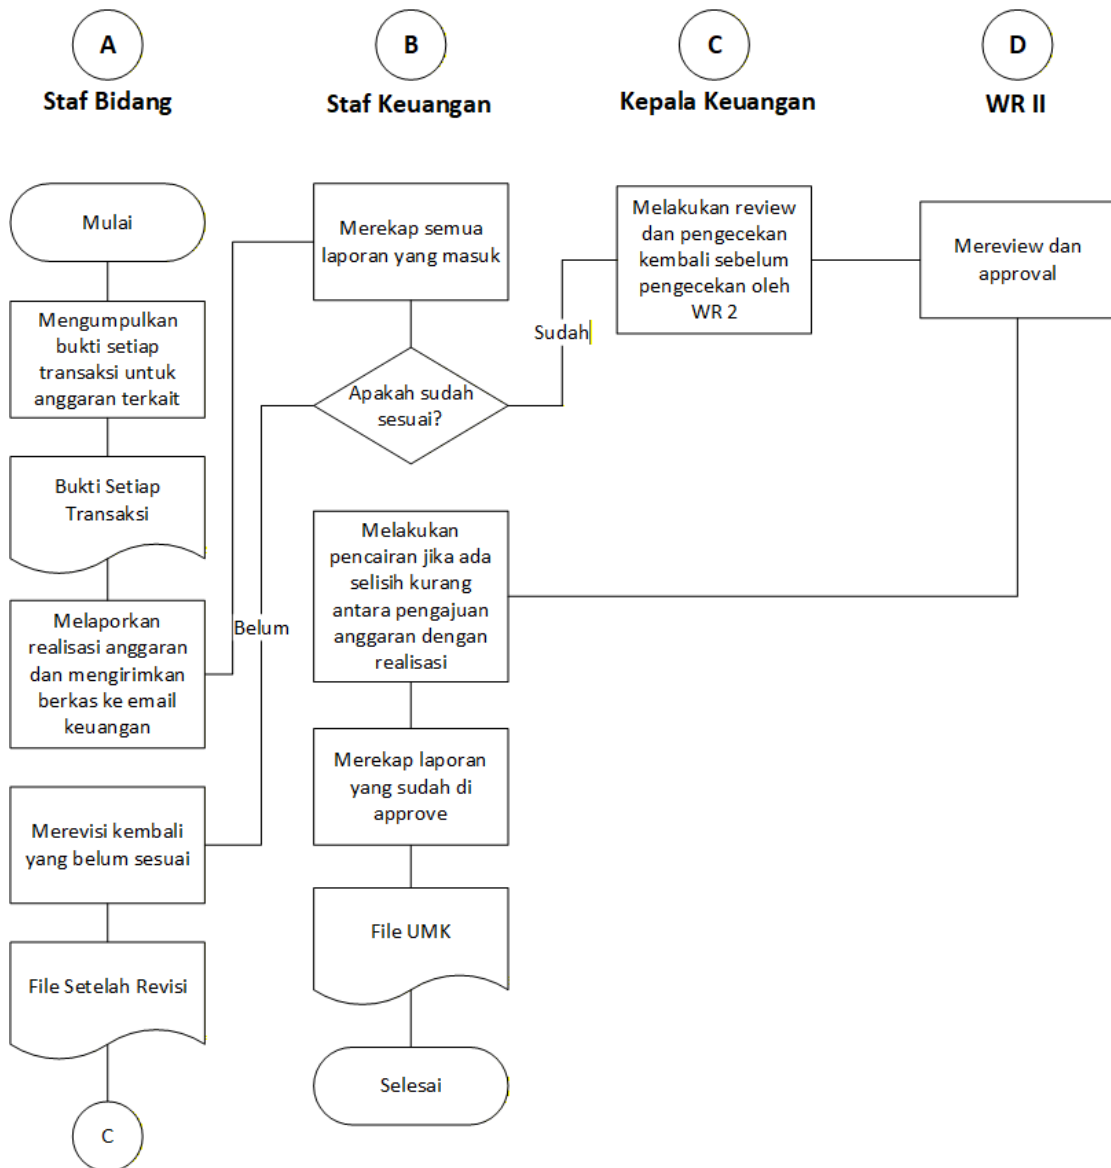 A
Staf Bidang
B
Staf Keuangan
C
Kepala Keuangan
D
WR II
Mulai
Mengumpulkan
bukti setiap
transaksi untuk
anggaran terkait
Bukti Setiap
Transaksi
Melaporkan
realisasi anggaran
dan mengirimkan
berkas ke email
keuangan
Merevisi kembali
yang belum sesuai
File Setelah Revisi
C
Merekap semua
laporan yang masuk
Apakah sudah
sesuai?
Belum
Sudah
Melakukan
pencairan jika ada
selisih kurang
antara pengajuan
anggaran dengan
realisasi
Merekap laporan
yang sudah di
approve
File UMK
Selesai
Melakukan review
dan pengecekan
kembali sebelum
pengecekan oleh
WR 2
Mereview dan
approval